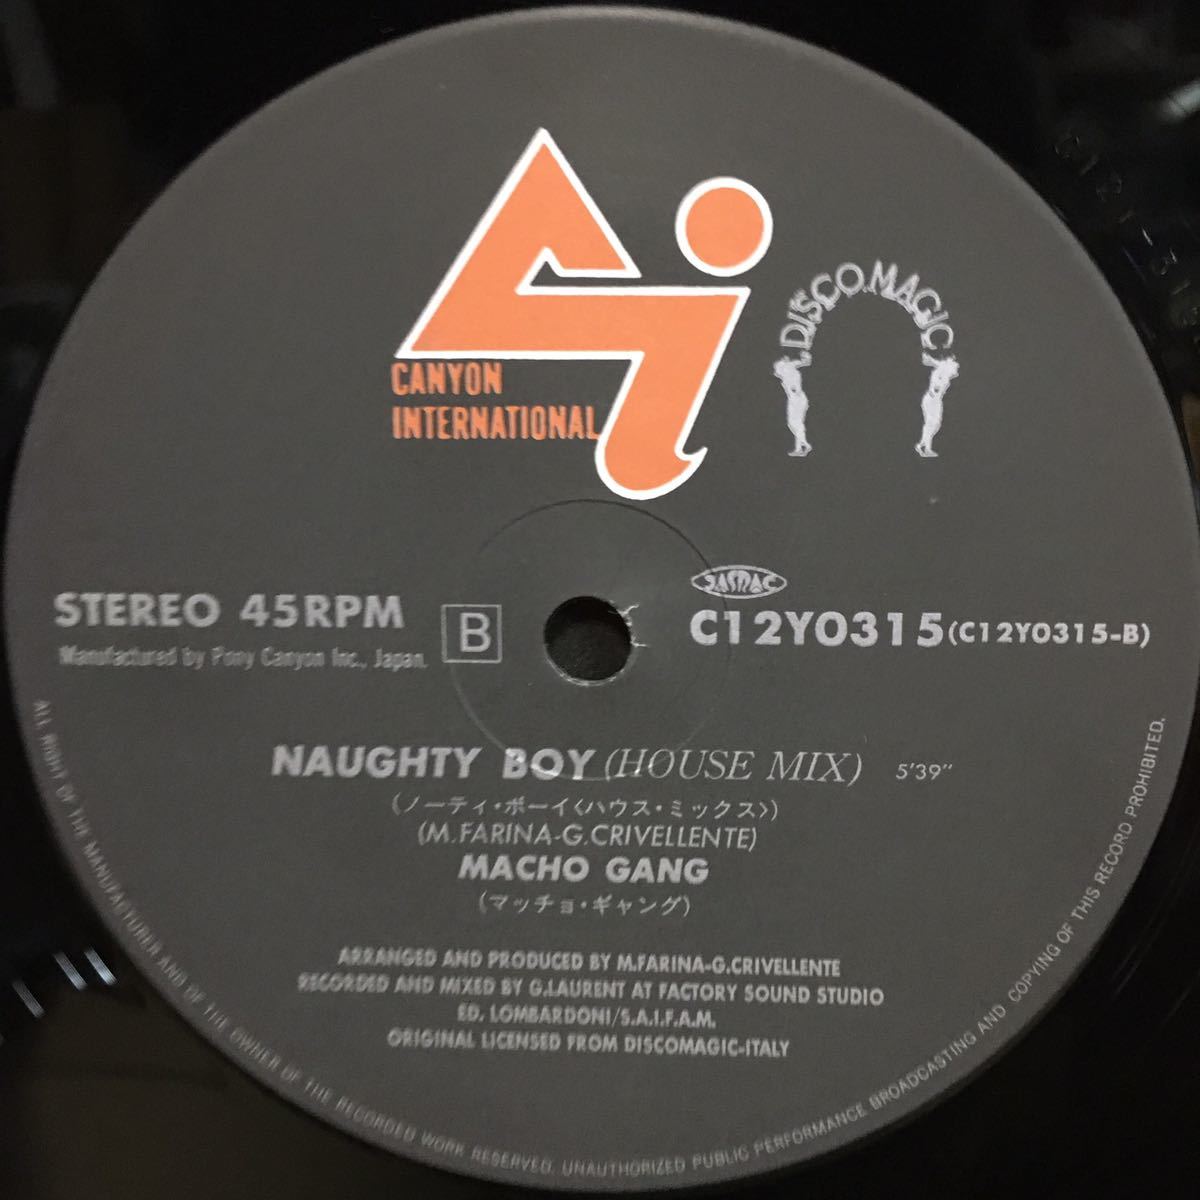 DISCOMAGIC
CANYON
INTERNATIONAL
JASRAC
STEREO 45RPM
B
C12Y0315(C12Y0315-B)
Manufactured by Pony Canyon Inc., Japan.
NAUGHTY BOY (HOUSE MIX) 5'39"
(ノーティ・ボーイ〈ハウス・ミックス〉)
(M.FARINA-G.CRIVELLENTE)
MACHO GANG
(マッチョ・ギャング)
ARRANGED AND PRODUCED BY M.FARINA-G.CRIVELLENTE
RECORDED AND MIXED BY G.LAURENT AT FACTORY SOUND STUDIO
ED. LOMBARDONI/S.A.I.F.A.M.
ORIGINAL LICENSED FROM DISCOMAGIC-ITALY
ALL RIGHT OF THE MANUFACTURER AND OF THE OWNER OF THE RECORDED WORK RESERVED. UNAUTHORIZED PUBLIC PERFORMANCE BROADCASTING AND COPYING OF THIS RECORD PROHIBITED.